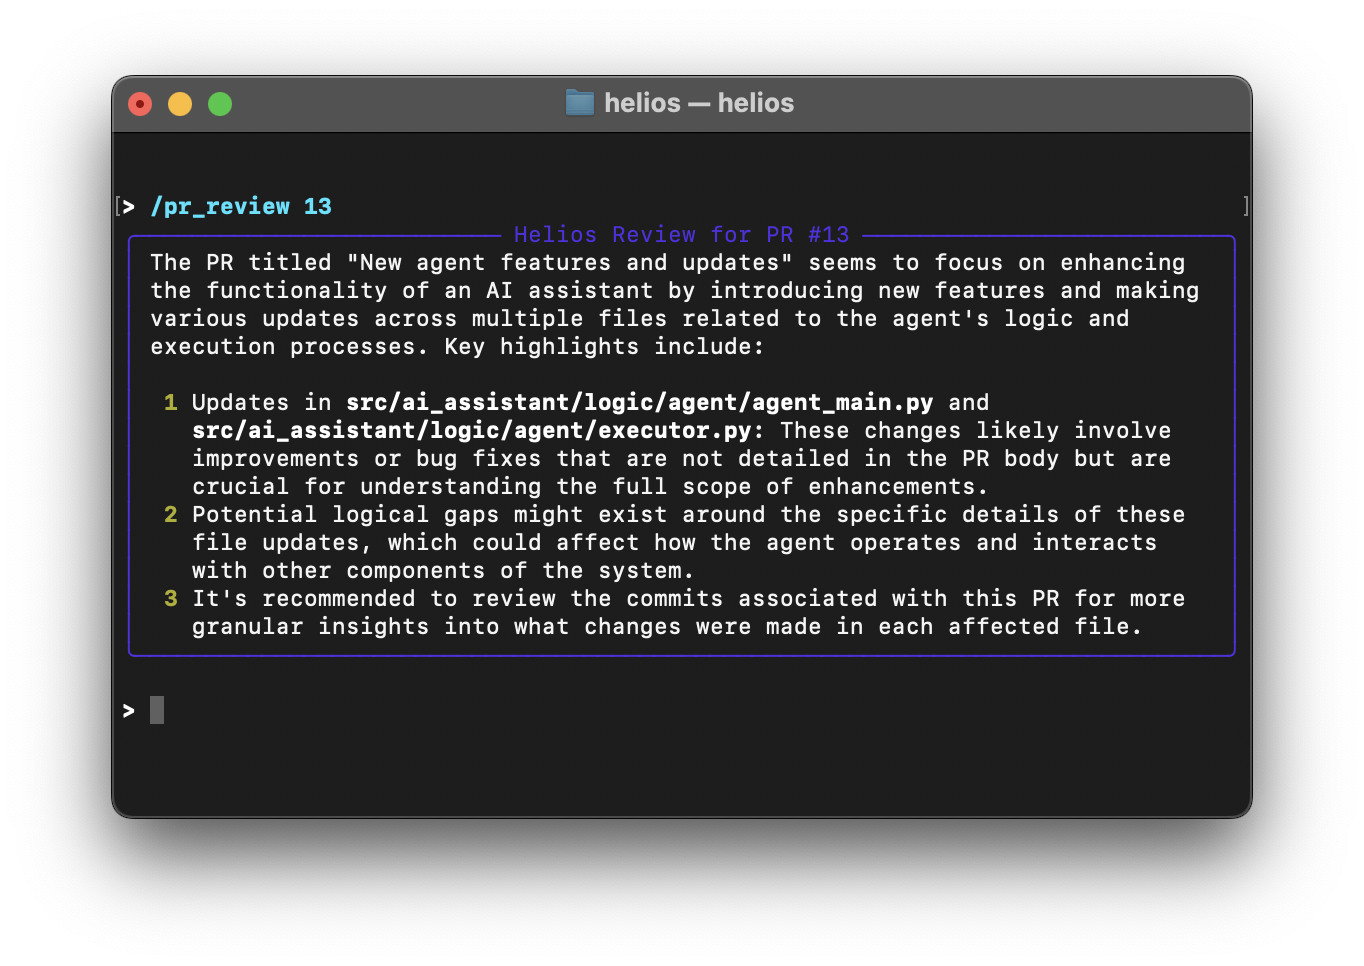 helios — helios
[> /pr_review 13 ]
Helios Review for PR #13
The PR titled "New agent features and updates" seems to focus on enhancing
the functionality of an AI assistant by introducing new features and making
various updates across multiple files related to the agent's logic and
execution processes. Key highlights include:
1 Updates in src/ai_assistant/logic/agent/agent_main.py and
src/ai_assistant/logic/agent/executor.py: These changes likely involve
improvements or bug fixes that are not detailed in the PR body but are
crucial for understanding the full scope of enhancements.
2 Potential logical gaps might exist around the specific details of these
file updates, which could affect how the agent operates and interacts
with other components of the system.
3 It's recommended to review the commits associated with this PR for more
granular insights into what changes were made in each affected file.
>